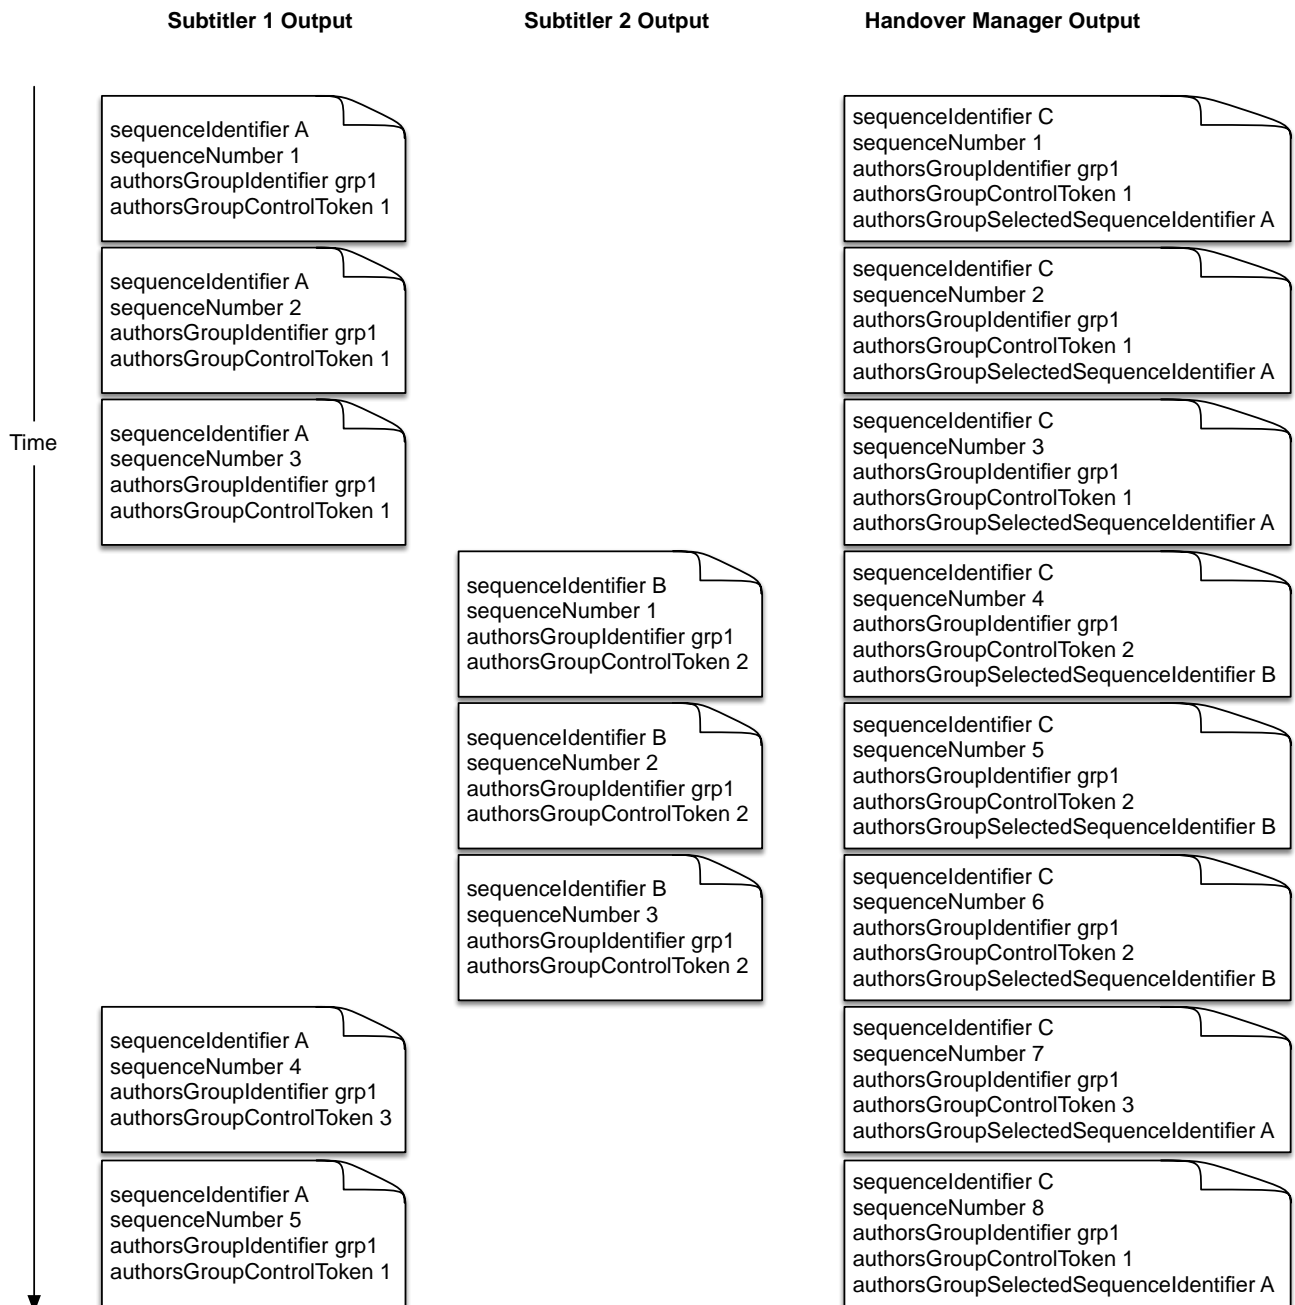 Subtitler 1 Output
Subtitler 2 Output
Handover Manager Output
Time
sequenceIdentifier A
sequenceNumber 1
authorsGroupIdentifier grp1
authorsGroupControlToken 1
sequenceIdentifier C
sequenceNumber 1
authorsGroupIdentifier grp1
authorsGroupControlToken 1
authorsGroupSelectedSequenceIdentifier A
sequenceIdentifier A
sequenceNumber 2
authorsGroupIdentifier grp1
authorsGroupControlToken 1
sequenceIdentifier C
sequenceNumber 2
authorsGroupIdentifier grp1
authorsGroupControlToken 1
authorsGroupSelectedSequenceIdentifier A
sequenceIdentifier A
sequenceNumber 3
authorsGroupIdentifier grp1
authorsGroupControlToken 1
sequenceIdentifier C
sequenceNumber 3
authorsGroupIdentifier grp1
authorsGroupControlToken 1
authorsGroupSelectedSequenceIdentifier A
sequenceIdentifier B
sequenceNumber 1
authorsGroupIdentifier grp1
authorsGroupControlToken 2
sequenceIdentifier C
sequenceNumber 4
authorsGroupIdentifier grp1
authorsGroupControlToken 2
authorsGroupSelectedSequenceIdentifier B
sequenceIdentifier B
sequenceNumber 2
authorsGroupIdentifier grp1
authorsGroupControlToken 2
sequenceIdentifier C
sequenceNumber 5
authorsGroupIdentifier grp1
authorsGroupControlToken 2
authorsGroupSelectedSequenceIdentifier B
sequenceIdentifier B
sequenceNumber 3
authorsGroupIdentifier grp1
authorsGroupControlToken 2
sequenceIdentifier C
sequenceNumber 6
authorsGroupIdentifier grp1
authorsGroupControlToken 2
authorsGroupSelectedSequenceIdentifier B
sequenceIdentifier A
sequenceNumber 4
authorsGroupIdentifier grp1
authorsGroupControlToken 3
sequenceIdentifier C
sequenceNumber 7
authorsGroupIdentifier grp1
authorsGroupControlToken 3
authorsGroupSelectedSequenceIdentifier A
sequenceIdentifier A
sequenceNumber 5
authorsGroupIdentifier grp1
authorsGroupControlToken 1
sequenceIdentifier C
sequenceNumber 8
authorsGroupIdentifier grp1
authorsGroupControlToken 1
authorsGroupSelectedSequenceIdentifier A